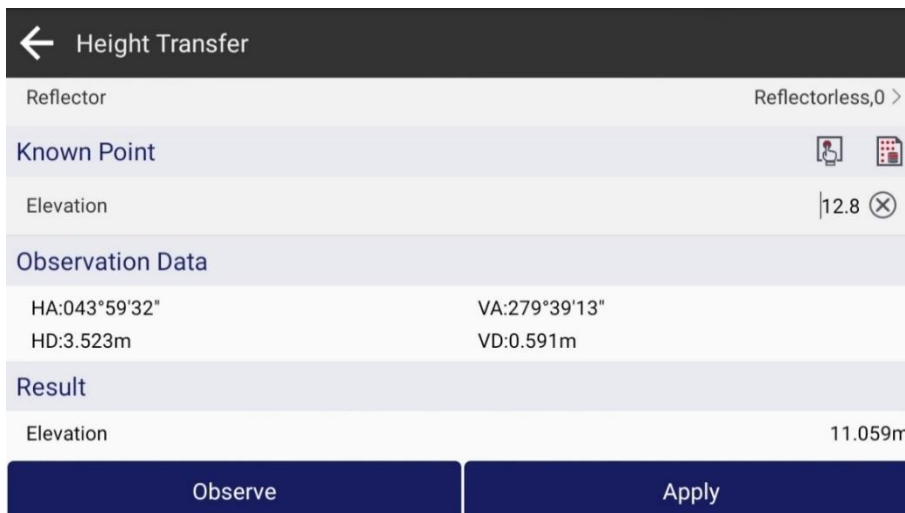 Height Transfer
Reflector Reflectorless,0 >
Known Point
Elevation 12.8
Observation Data
HA:043°59'32" VA:279°39'13"
HD:3.523m VD:0.591m
Result
Elevation 11.059m
Observe Apply